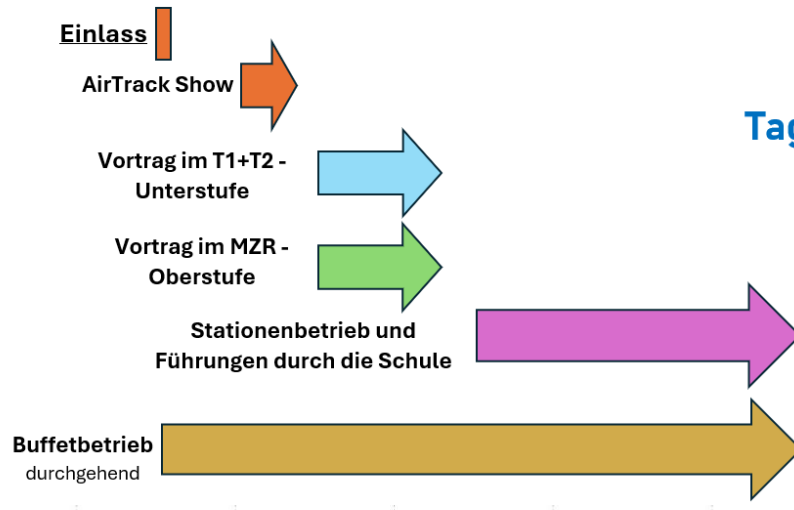 Einlass
AirTrack Show
Tag
Vortrag im T1+T2 -
Unterstufe
Vortrag im MZR -
Oberstufe
Stationenbetrieb und
Führungen durch die Schule
Buffetbetrieb
durchgehend